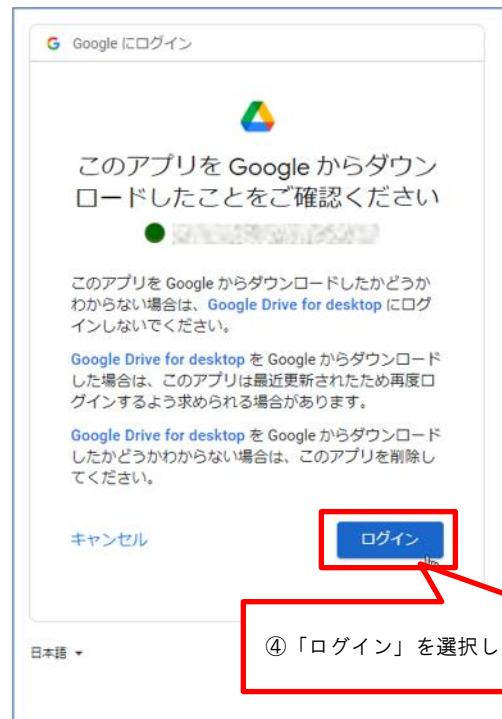 Google にログイン
このアプリを Google からダウン
ロードしたことをご確認ください
このアプリを Google からダウンロードしたかどうか
わからない場合は、Google Drive for desktop にログ
インしないでください。
Google Drive for desktop を Google からダウンロード
した場合は、このアプリは最近更新されたため再度ロ
グインするよう求められる場合があります。
Google Drive for desktop を Google からダウンロード
したかどうかわからない場合は、このアプリを削除し
てください。
キャンセル
ログイン
④「ログイン」を選択し
日本語